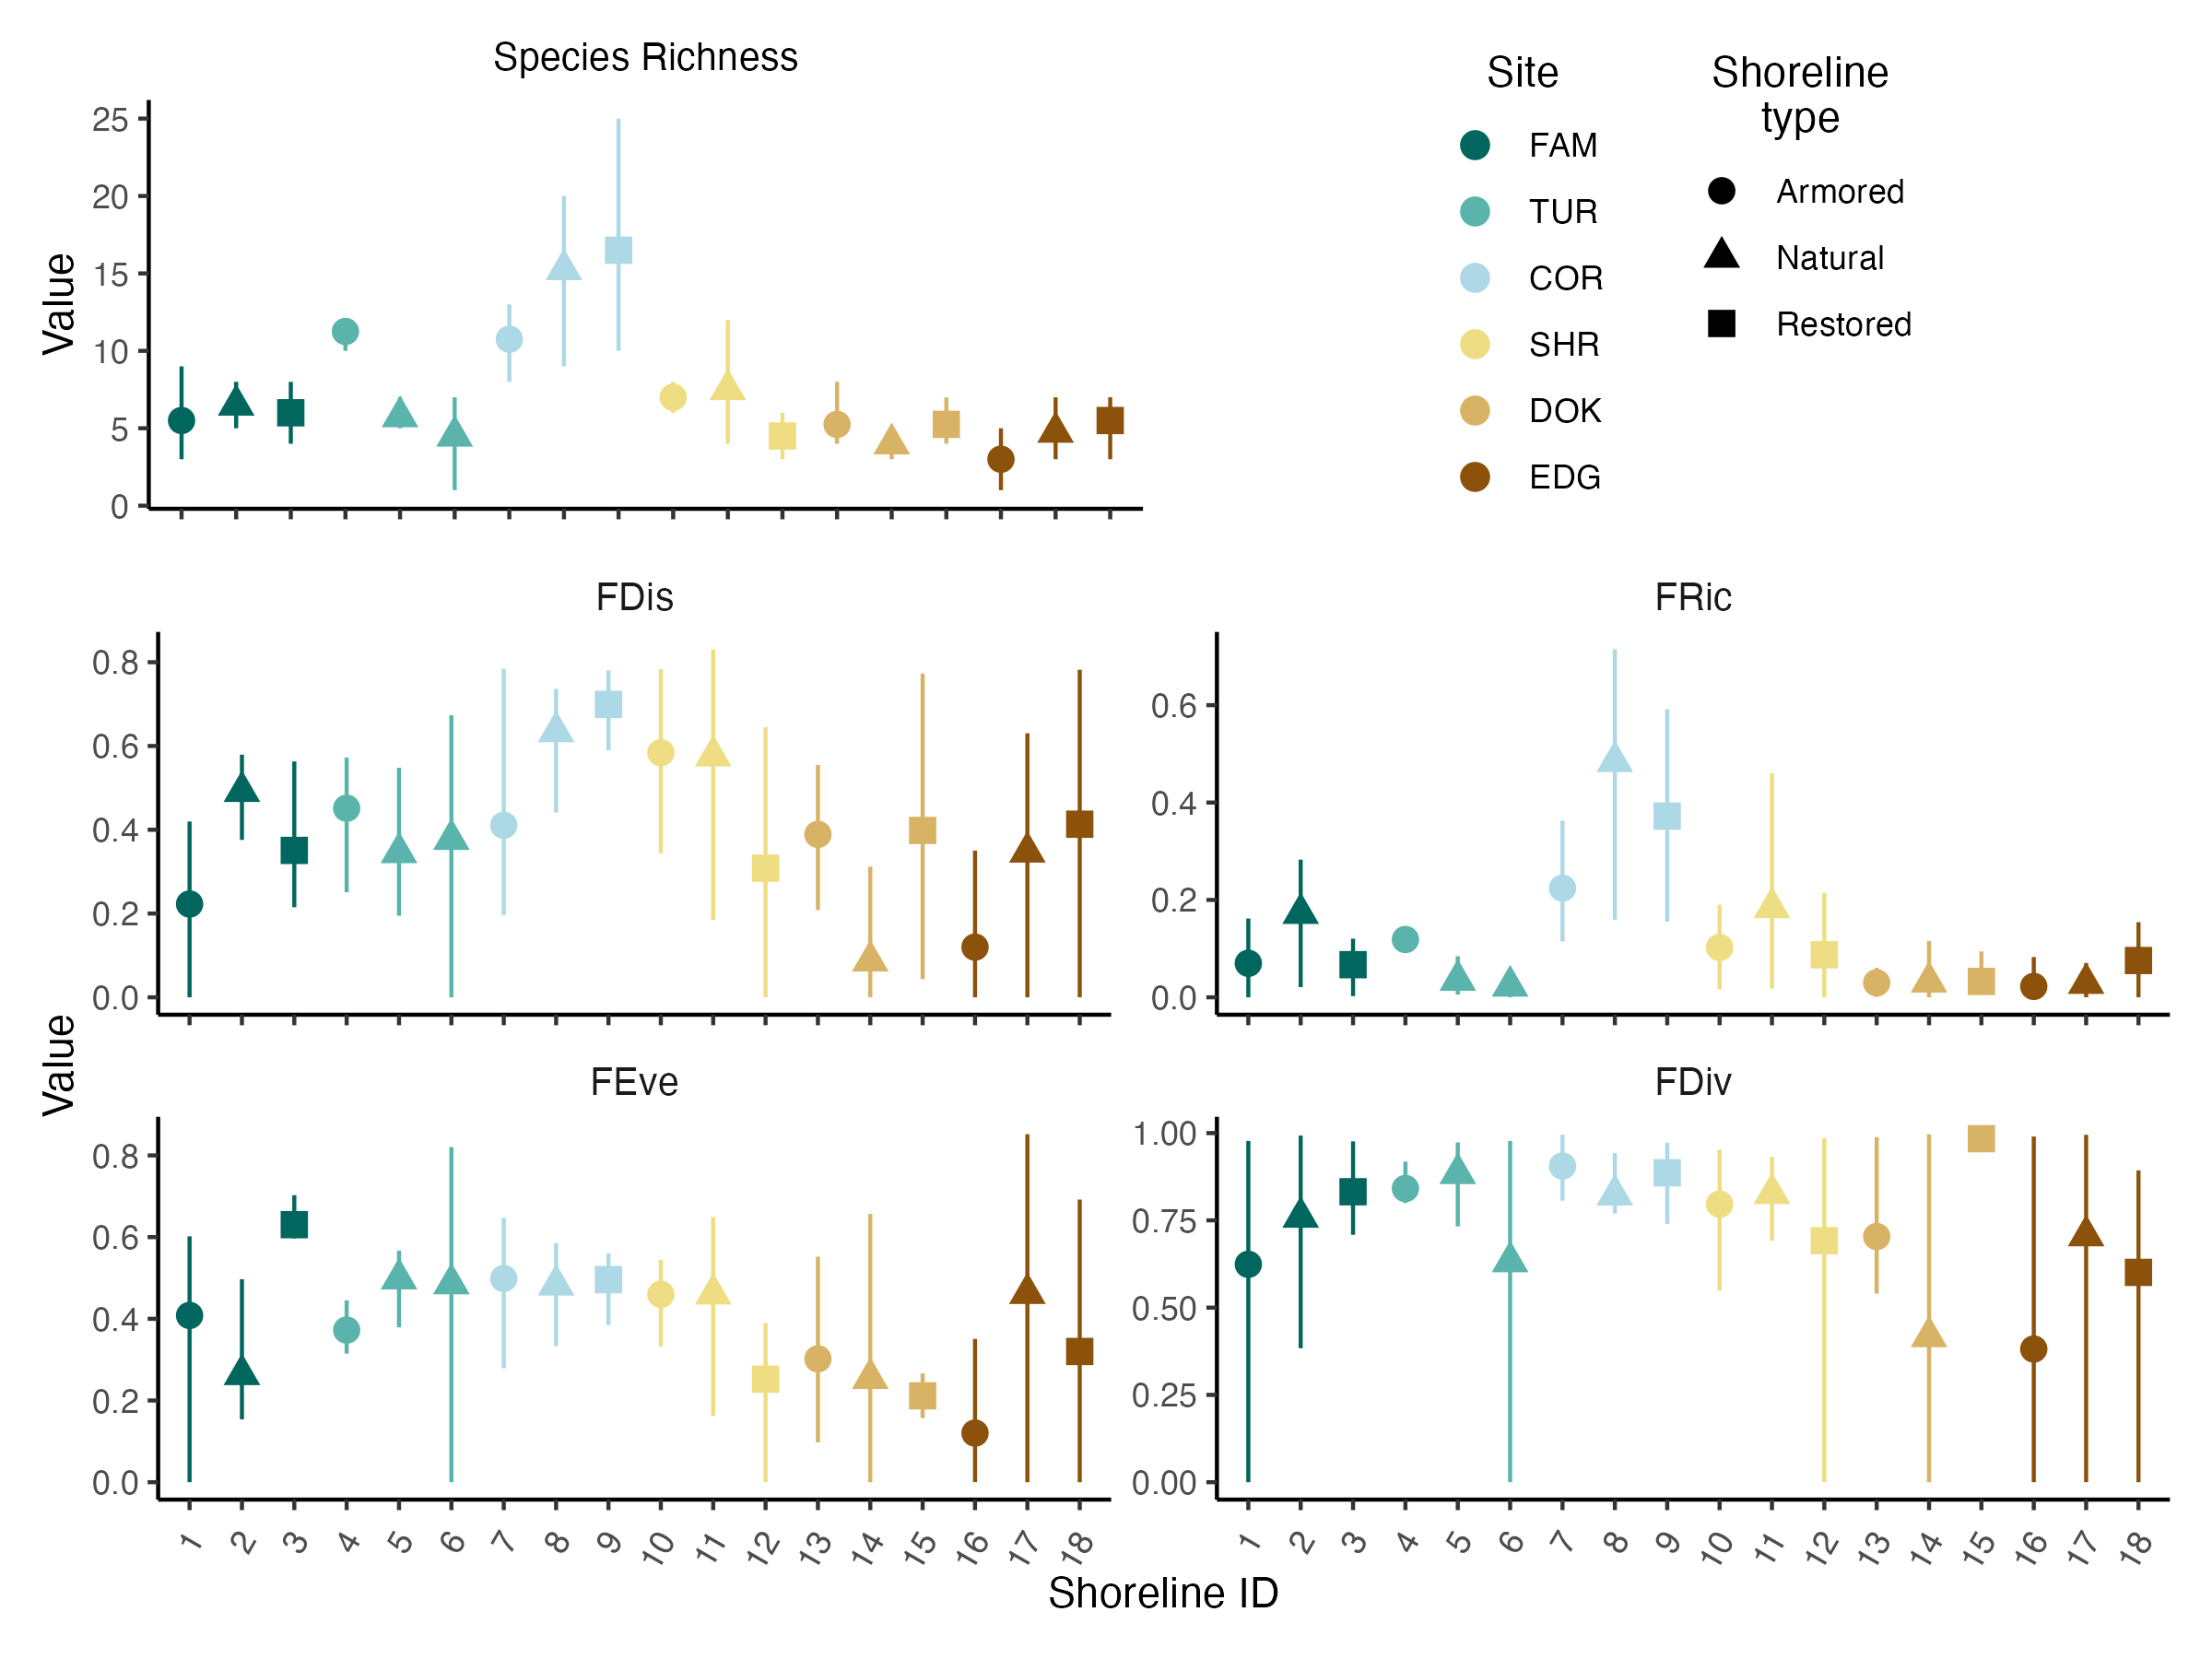 Species Richness
Value
25
20
15
10
5
0
Site
FAM
TUR
COR
SHR
DOK
EDG
Shoreline
type
Armored
Natural
Restored
FDis
0.8
0.6
0.4
0.2
0.0
FRic
0.6
0.4
0.2
0.0
Value
FEve
0.8
0.6
0.4
0.2
0.0
1 2 3 4 5 6 7 8 9 10 11 12 13 14 15 16 17 18
FDiv
1.00
0.75
0.50
0.25
0.00
1 2 3 4 5 6 7 8 9 10 11 12 13 14 15 16 17 18
Shoreline ID